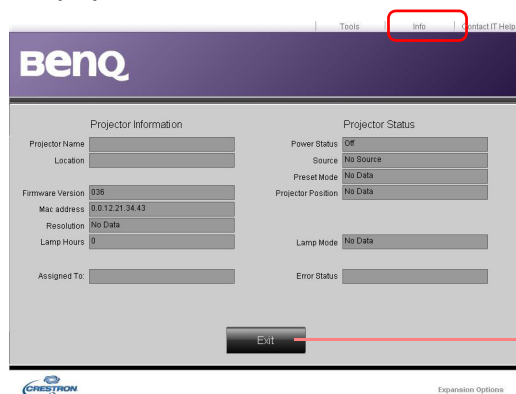 Tools Info Contact IT Help
BenQ
Projector Information Projector Status
Projector Name Power Status Off
Location Source No Source
Preset Mode No Data
Firmware Version 036 Projector Position No Data
Mac address 0.0.12.21.34.43
Resolution No Data
Lamp Hours 0 Lamp Mode No Data
Assigned To: Error Status
Exit
CRESTRON
Expansion Options